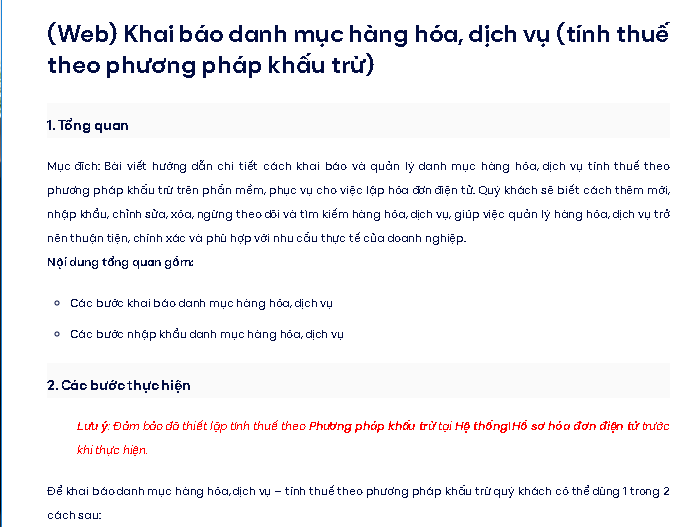 (Web) Khai báo danh mục hàng hóa, dịch vụ (tính thuế
theo phương pháp khấu trừ)
1. Tổng quan
Mục đích: Bài viết hướng dẫn chi tiết cách khai báo và quản lý danh mục hàng hóa, dịch vụ tính thuế theo
phương pháp khấu trừ trên phần mềm, phục vụ cho việc lập hóa đơn điện tử. Quý khách sẽ biết cách thêm mới,
nhập khẩu, chỉnh sửa, xóa, ngừng theo dõi và tìm kiếm hàng hóa, dịch vụ, giúp việc quản lý hàng hóa, dịch vụ trở
nên thuận tiện, chính xác và phù hợp với nhu cầu thực tế của doanh nghiệp.
Nội dung tổng quan gồm:
Các bước khai báo danh mục hàng hóa, dịch vụ
Các bước nhập khẩu danh mục hàng hóa, dịch vụ
2. Các bước thực hiện
Lưu ý: Đảm bảo đã thiết lập tính thuế theo Phương pháp khấu trừ tại Hệ thống\Hồ sơ hóa đơn điện tử trước
khi thực hiện.
Để khai báo danh mục hàng hóa, dịch vụ – tính thuế theo phương pháp khấu trừ quý khách có thể dùng 1 trong 2
cách sau: